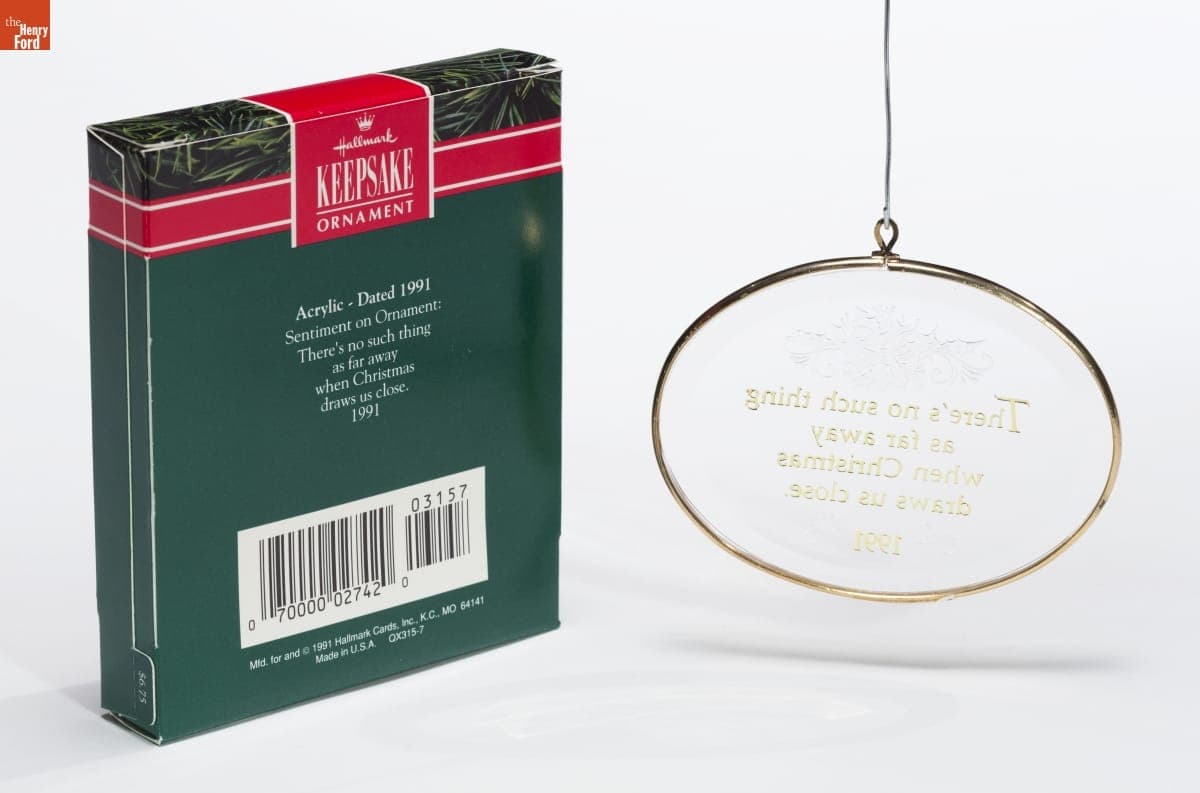 the
Henry
Ford
Hallmark
KEEPSAKE
ORNAMENT
Acrylic - Dated 1991
Sentiment on Ornament:
There's no such thing
as far away
when Christmas
draws us close.
1991
03157
0 70000 02742 0
Mfd. for and © 1991 Hallmark Cards, Inc., K.C., MO 64141
Made in U.S.A. QX315-7
$6.75
There's no such thing
as far away
when Christmas
draws us close.
1991